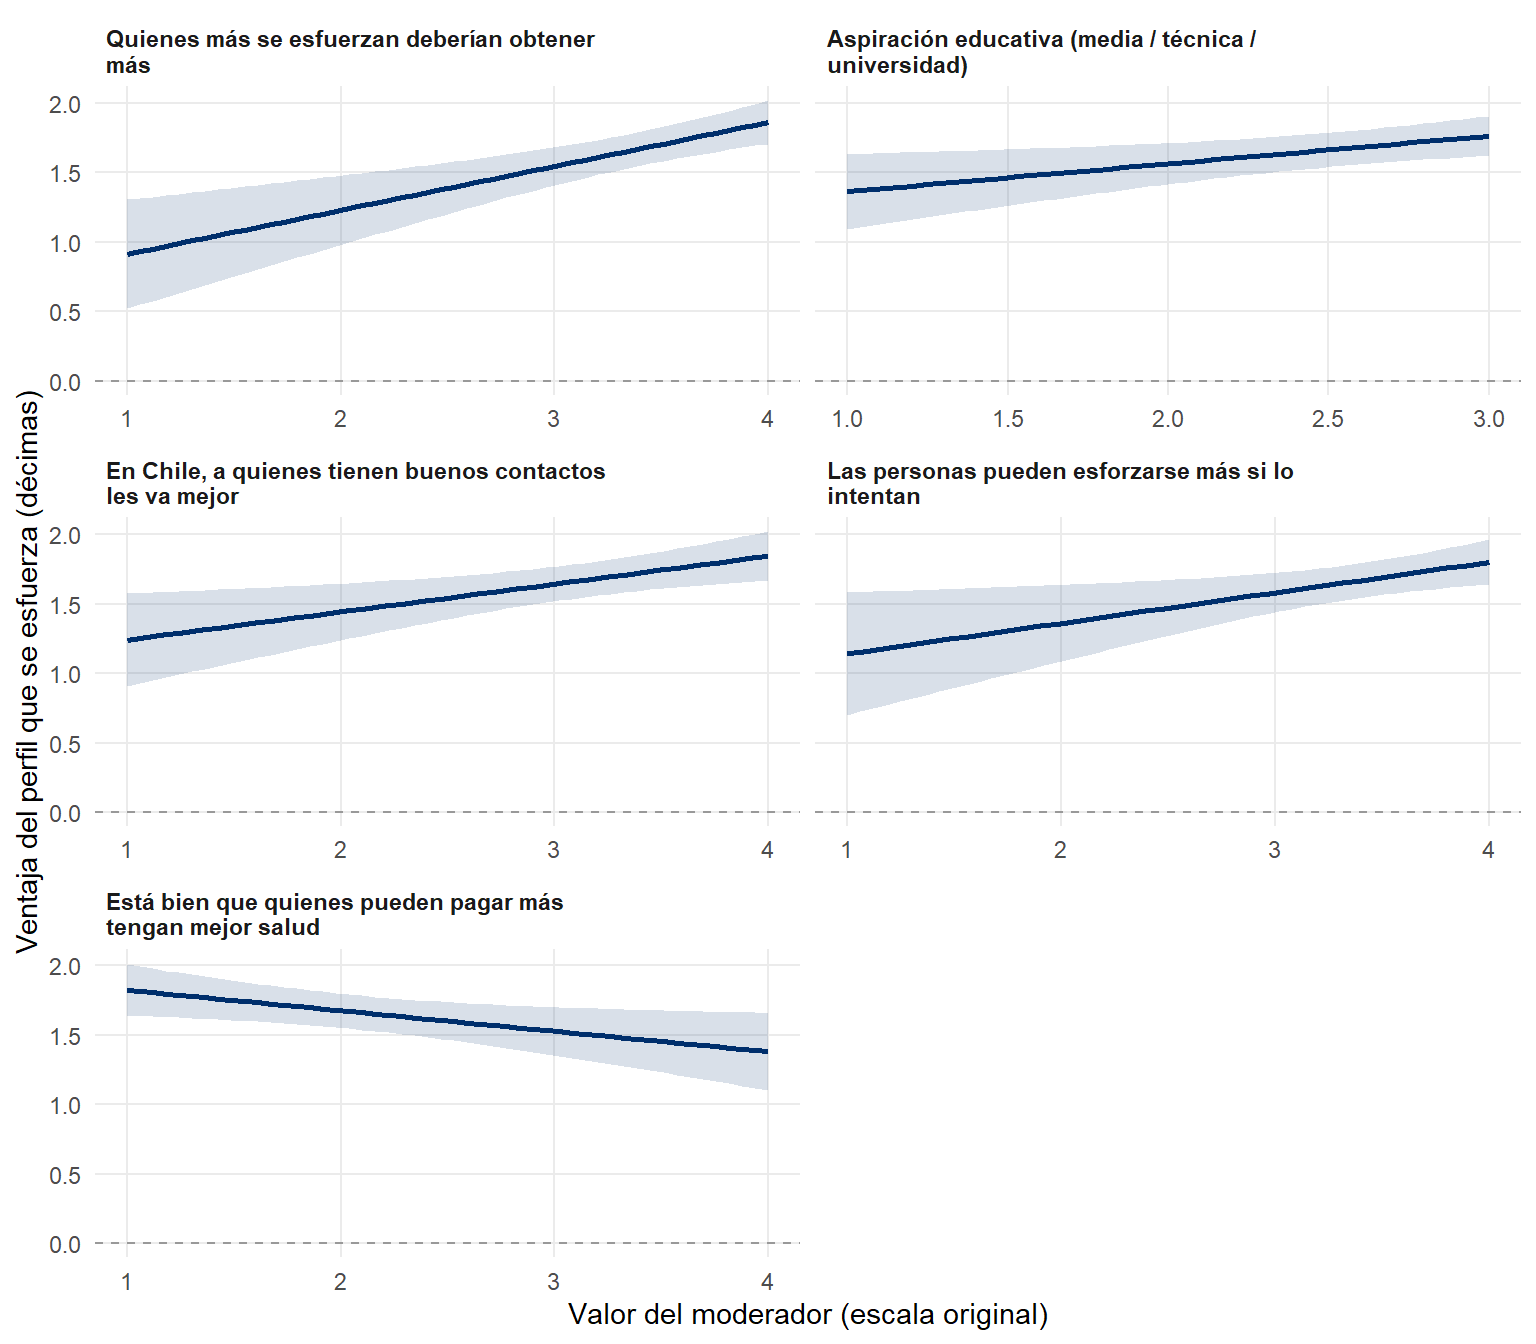 Quienes más se esfuerzan deberían obtener
más
Aspiración educativa (media / técnica /
universidad)
2.0
1.5
1.0
0.5
0.0
1 2 3 4
1.0 1.5 2.0 2.5 3.0
En Chile, a quienes tienen buenos contactos
les va mejor
Las personas pueden esforzarse más si lo
intentan
2.0
1.5
1.0
0.5
0.0
1 2 3 4
1 2 3 4
Está bien que quienes pueden pagar más
tengan mejor salud
2.0
1.5
1.0
0.5
0.0
1 2 3 4
Ventaja del perfil que se esfuerza (décimas)
Valor del moderador (escala original)